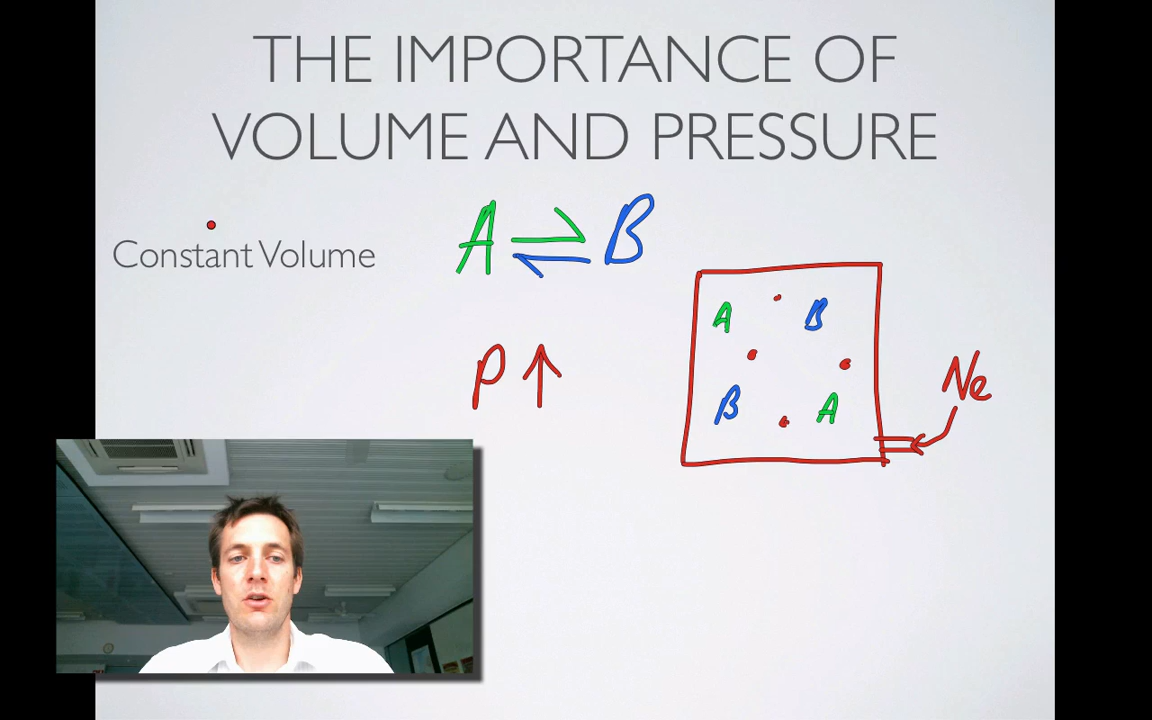 THE IMPORTANCE OF
VOLUME AND PRESSURE
A ⇌ B
Constant Volume
A B
P ↑
Ne
B A